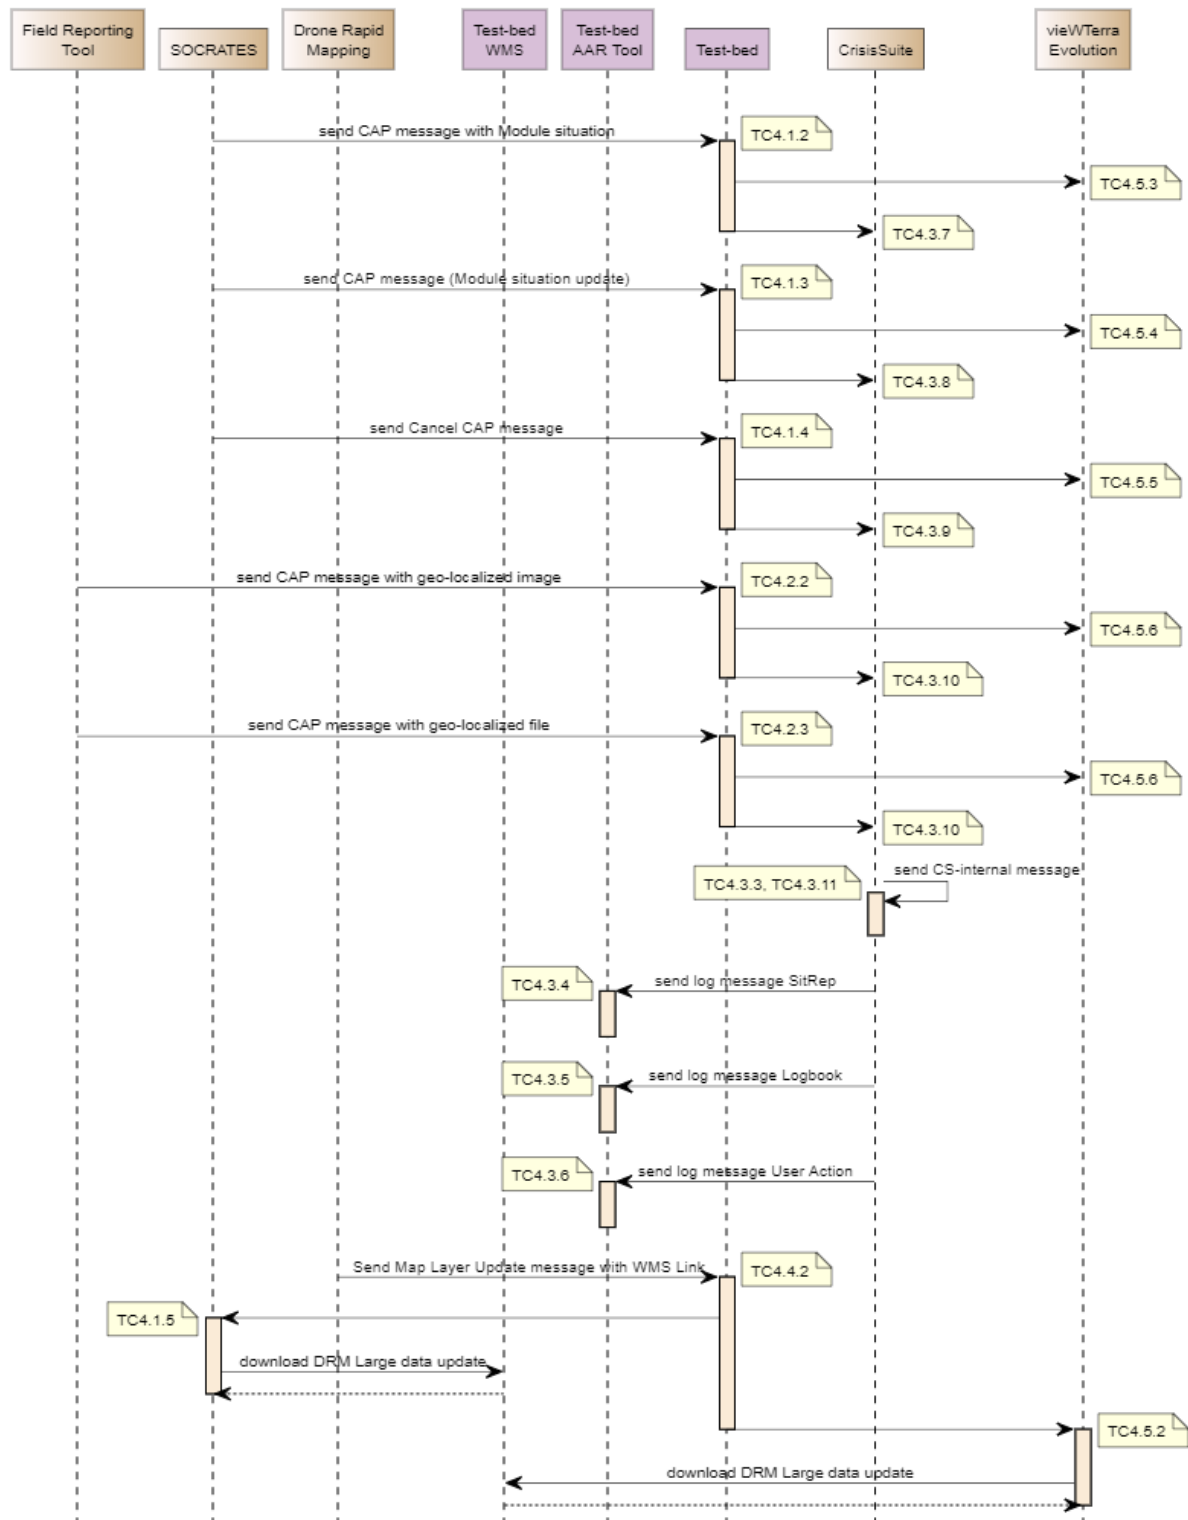 Field Reporting
Tool
SOCRATES
Drone Rapid
Mapping
Test-bed
WMS
Test-bed
AAR Tool
Test-bed
CrisisSuite
vieWTerra
Evolution
send CAP message with Module situation
TC4.1.2
TC4.5.3
TC4.3.7
send CAP message (Module situation update)
TC4.1.3
TC4.5.4
TC4.3.8
send Cancel CAP message
TC4.1.4
TC4.5.5
TC4.3.9
send CAP message with geo-localized image
TC4.2.2
TC4.5.6
TC4.3.10
send CAP message with geo-localized file
TC4.2.3
TC4.5.6
TC4.3.10
send CS-internal message
TC4.3.3, TC4.3.11
send log message SitRep
TC4.3.4
send log message Logbook
TC4.3.5
send log message User Action
TC4.3.6
Send Map Layer Update message with WMS Link
TC4.4.2
TC4.1.5
download DRM Large data update
TC4.5.2
download DRM Large data update